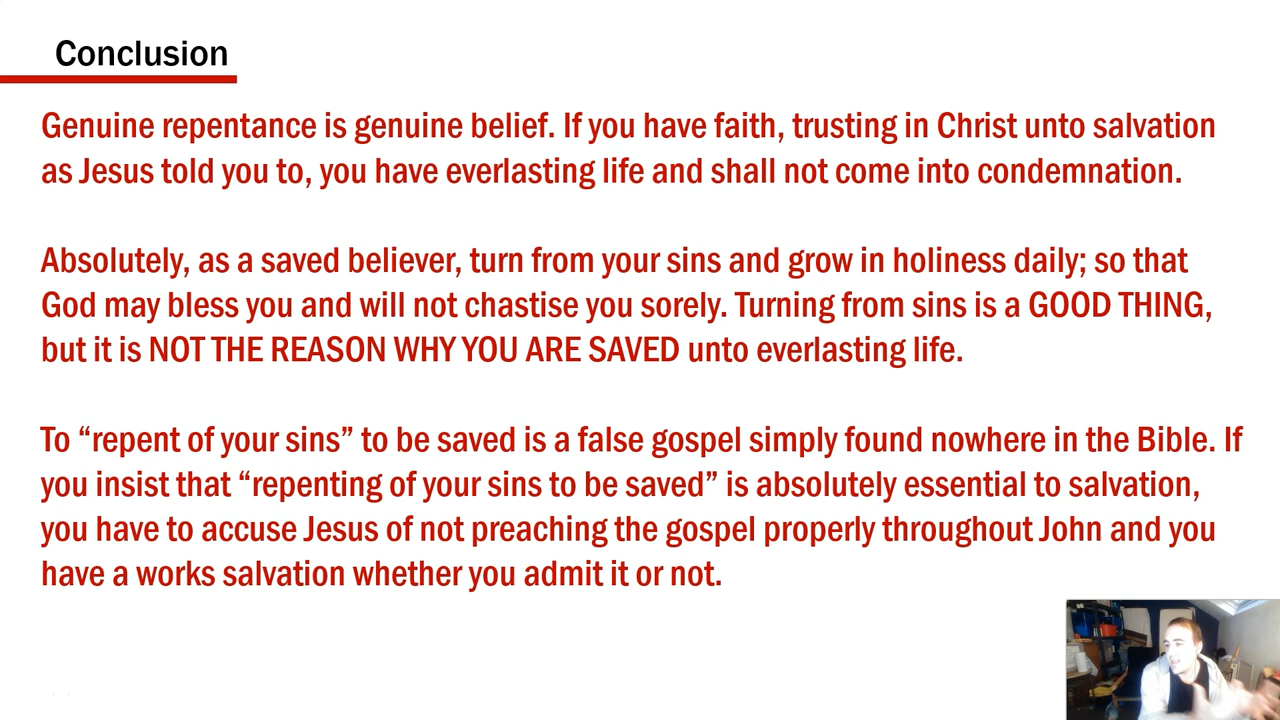 Conclusion
Genuine repentance is genuine belief. If you have faith, trusting in Christ unto salvation
as Jesus told you to, you have everlasting life and shall not come into condemnation.
Absolutely, as a saved believer, turn from your sins and grow in holiness daily; so that
God may bless you and will not chastise you sorely. Turning from sins is a GOOD THING,
but it is NOT THE REASON WHY YOU ARE SAVED unto everlasting life.
To “repent of your sins” to be saved is a false gospel simply found nowhere in the Bible. If
you insist that “repenting of your sins to be saved” is absolutely essential to salvation,
you have to accuse Jesus of not preaching the gospel properly throughout John and you
have a works salvation whether you admit it or not.